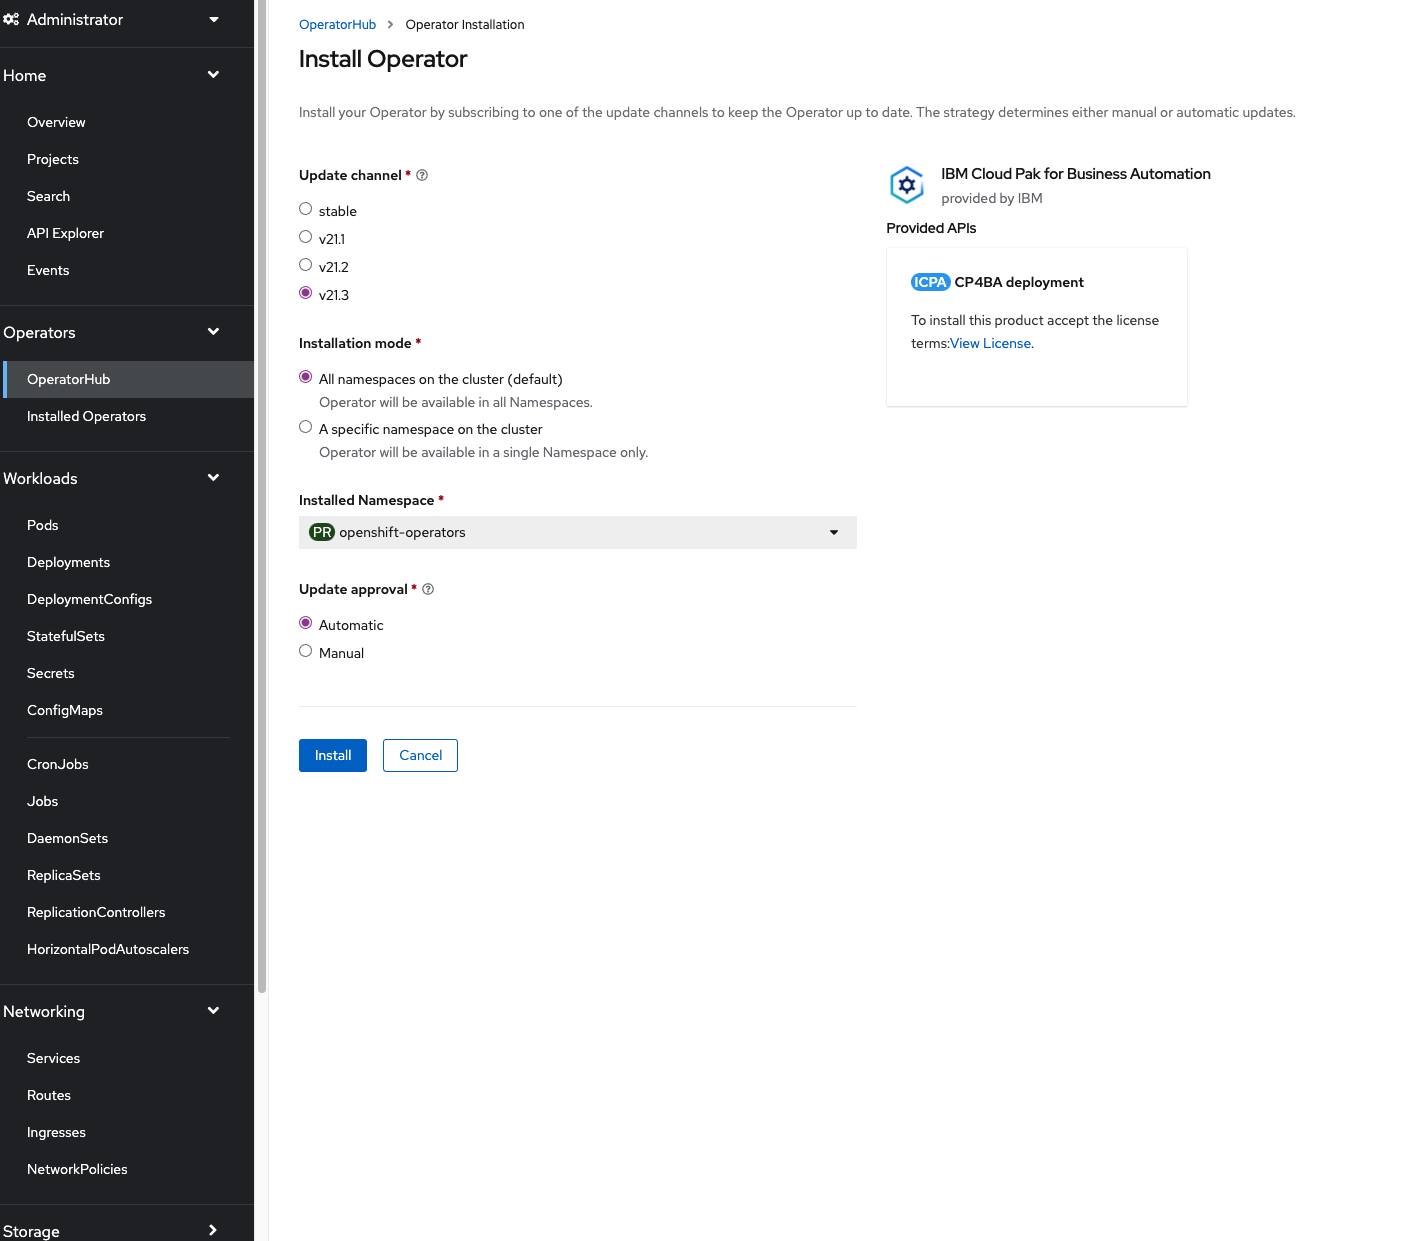 Administrator
Home
Overview
Projects
Search
API Explorer
Events
Operators
OperatorHub
Installed Operators
Workloads
Pods
Deployments
DeploymentConfigs
StatefulSets
Secrets
ConfigMaps
CronJobs
Jobs
DaemonSets
ReplicaSets
ReplicationControllers
HorizontalPodAutoscalers
Networking
Services
Routes
Ingresses
NetworkPolicies
Storage
OperatorHub > Operator Installation
Install Operator
Install your Operator by subscribing to one of the update channels to keep the Operator up to date. The strategy determines either manual or automatic updates.
Update channel *
stable
v21.1
v21.2
v21.3
Installation mode *
All namespaces on the cluster (default)
Operator will be available in all Namespaces.
A specific namespace on the cluster
Operator will be available in a single Namespace only.
Installed Namespace *
PR openshift-operators
Update approval *
Automatic
Manual
Install Cancel
IBM Cloud Pak for Business Automation
provided by IBM
Provided APIs
ICPA CP4BA deployment
To install this product accept the license
terms:View License.